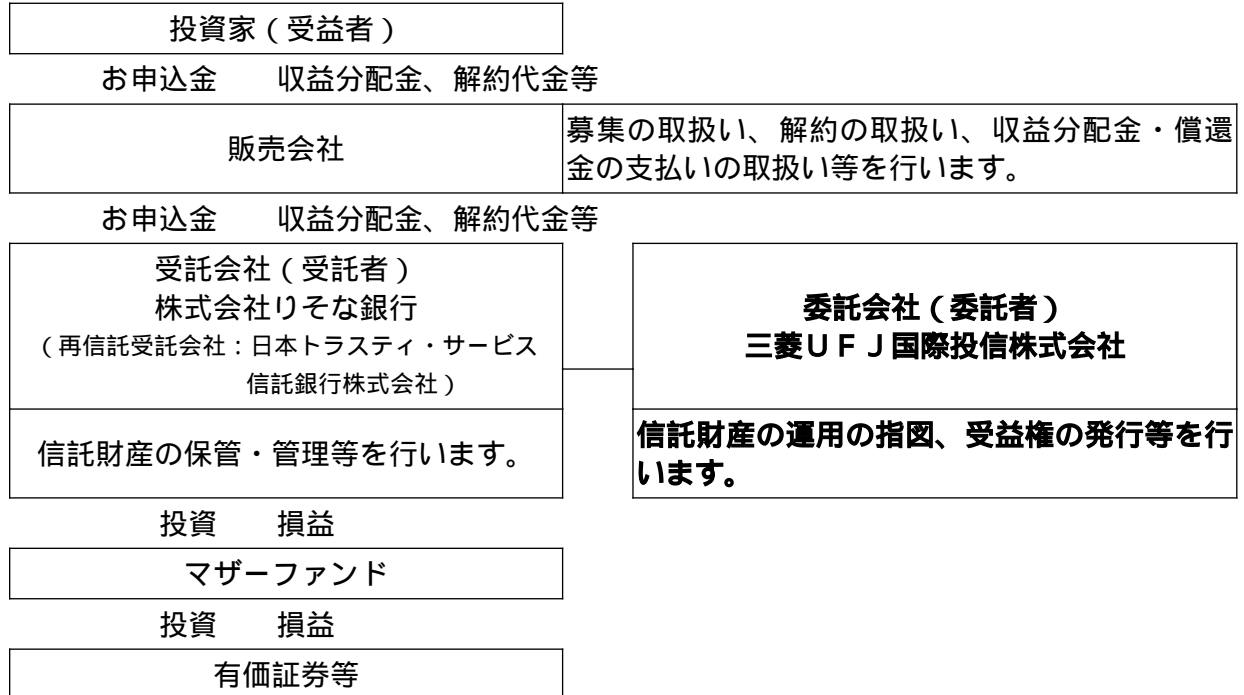 投資家（受益者）
お申込金　　収益分配金、解約代金等
販売会社
募集の取扱い、解約の取扱い、収益分配金・償還
金の支払いの取扱い等を行います。
お申込金　　収益分配金、解約代金等
受託会社（受託者）
株式会社りそな銀行
（再信託受託会社：日本トラスティ・サービス
信託銀行株式会社）
委託会社（委託者）
三菱ＵＦＪ国際投信株式会社
信託財産の保管・管理等を行います。
信託財産の運用の指図、受益権の発行等を行
います。
投資　　損益
マザーファンド
投資　　損益
有価証券等